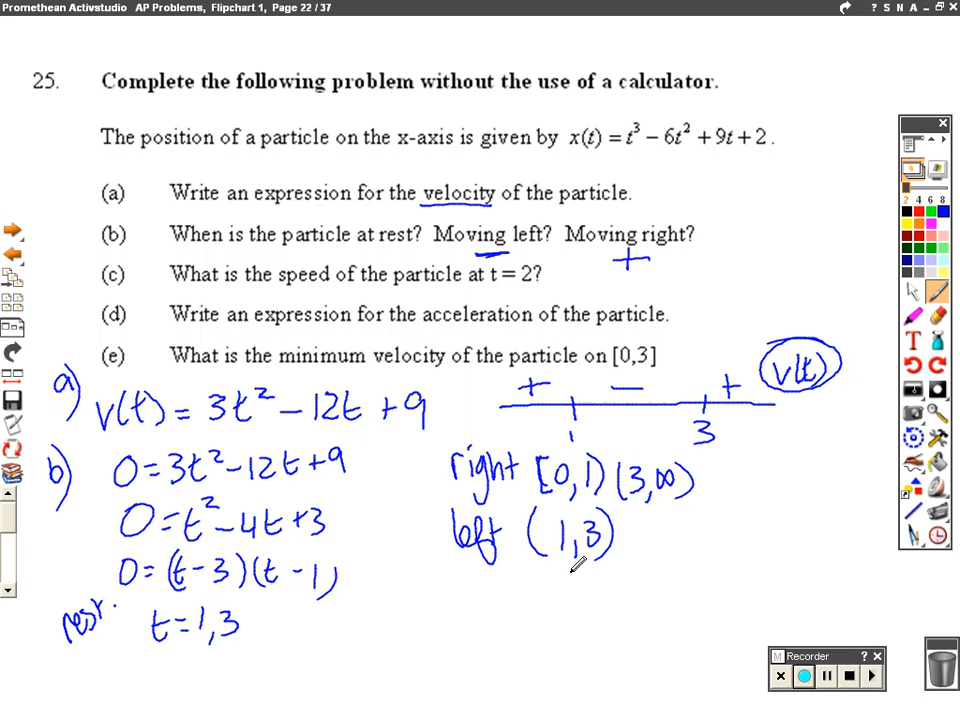 Promethean Activstudio AP Problems, Flipchart 1, Page 22 / 37
? S N A
25. Complete the following problem without the use of a calculator.
The position of a particle on the x-axis is given by x(t) = t³ − 6t² + 9t + 2.
(a) Write an expression for the velocity of the particle.
(b) When is the particle at rest? Moving left? Moving right?
+
(c) What is the speed of the particle at t = 2?
(d) Write an expression for the acceleration of the particle.
(e) What is the minimum velocity of the particle on [0,3]
2 4 6 8
T
a) v(t) = 3t² − 12t + 9
+ − + v(t)
1 3
b) 0 = 3t² − 12t + 9
0 = t² − 4t + 3
0 = (t − 3)(t − 1)
rest. t = 1, 3
right [0,1) (3,∞)
left (1,3)
M Recorder ? X